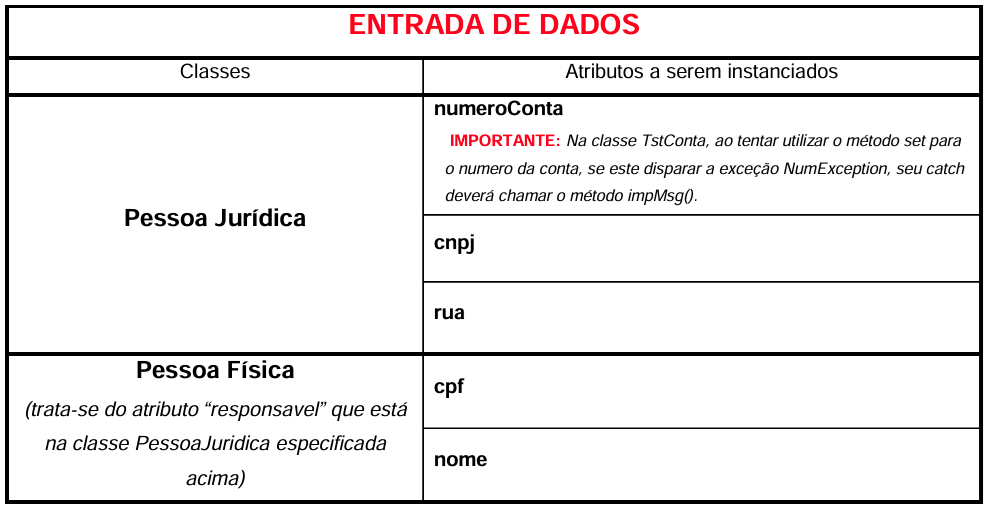 ENTRADA DE DADOS
Classes
Atributos a serem instanciados
Pessoa Jurídica
numeroConta
IMPORTANTE: Na classe TstConta, ao tentar utilizar o método set para
o numero da conta, se este disparar a exceção NumException, seu catch
deverá chamar o método impMsg().
cnpj
rua
Pessoa Física
(trata-se do atributo “responsavel” que está
na classe PessoaJuridica especificada
acima)
cpf
nome